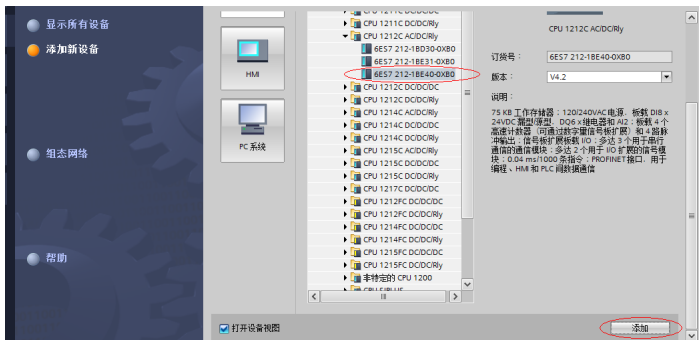 显示所有设备
添加新设备
组态网络
帮助
HMI
PC 系统
CPU 1211C DC/DC/Rly
CPU 1212C AC/DC/Rly
6ES7 212-1BD30-0XB0
6ES7 212-1BE31-0XB0
6ES7 212-1BE40-0XB0
CPU 1212C DC/DC/DC
CPU 1212C DC/DC/Rly
CPU 1214C AC/DC/Rly
CPU 1214C DC/DC/DC
CPU 1214C DC/DC/Rly
CPU 1215C AC/DC/Rly
CPU 1215C DC/DC/DC
CPU 1215C DC/DC/Rly
CPU 1217C DC/DC/DC
CPU 1212FC DC/DC/DC
CPU 1212FC DC/DC/Rly
CPU 1214FC DC/DC/DC
CPU 1214FC DC/DC/Rly
CPU 1215FC DC/DC/DC
CPU 1215FC DC/DC/Rly
非特定的 CPU 1200
CPU SIPLUS
CPU 1212C AC/DC/Rly
订货号：
6ES7 212-1BE40-0XB0
版本：
V4.2
说明：
75 KB 工作存储器；120/240VAC 电源，板载 DI8 x
24VDC 漏型/源型，DQ6 x 继电器和 AI2；板载 4 个
高速计数器（可通过数字量信号板扩展）和 4 路脉
冲输出；信号板扩展板载 I/O；多达 3 个用于串行
通信的通信模块；多达 2 个用于 I/O 扩展的信号模
块；0.04 ms/1000 条指令；PROFINET 接口，用于
编程、HMI 和 PLC 间数据通信
打开设备视图
添加